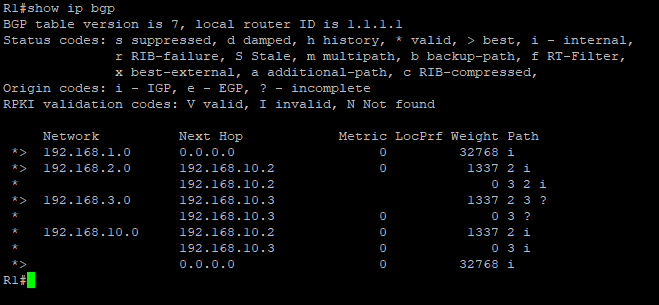 R1#show ip bgp
BGP table version is 7, local router ID is 1.1.1.1
Status codes: s suppressed, d damped, h history, * valid, > best, i - internal,
              r RIB-failure, S Stale, m multipath, b backup-path, f RT-Filter,
              x best-external, a additional-path, c RIB-compressed,
Origin codes: i - IGP, e - EGP, ? - incomplete
RPKI validation codes: V valid, I invalid, N Not found

     Network          Next Hop            Metric LocPrf Weight Path
 *>  192.168.1.0      0.0.0.0                  0         32768 i
 *>  192.168.2.0      192.168.10.2             0          1337 2 i
 *                    192.168.10.2                           0 3 2 i
 *>  192.168.3.0      192.168.10.3                        1337 2 3 ?
 *                    192.168.10.3             0             0 3 ?
 *   192.168.10.0     192.168.10.2             0          1337 2 i
 *                    192.168.10.3             0             0 3 i
 *>                   0.0.0.0                  0         32768 i
R1#